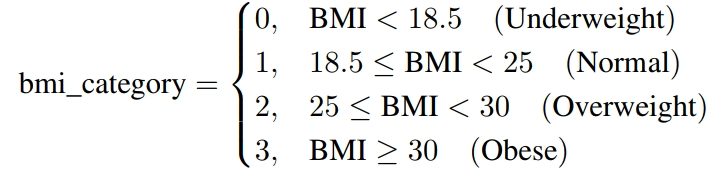 0, BMI < 18.5 (Underweight)
1, 18.5 ≤ BMI < 25 (Normal)
bmi_category =
2, 25 ≤ BMI < 30 (Overweight)
3, BMI ≥ 30 (Obese)